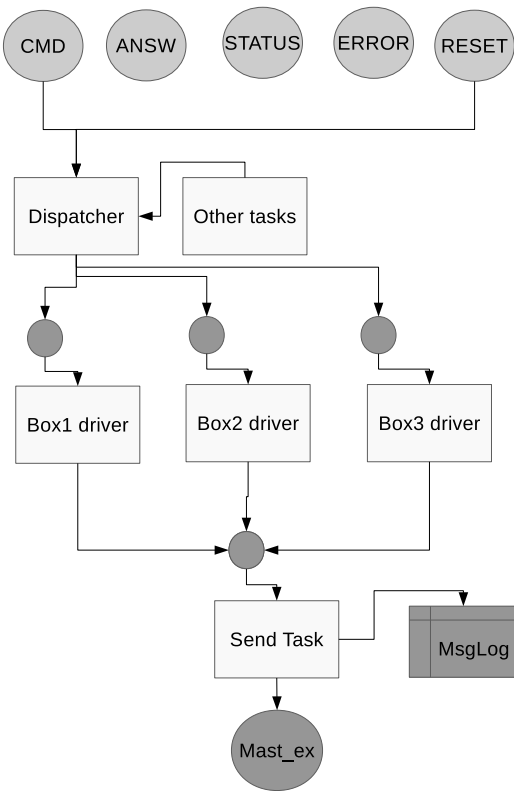 CMD
ANSW
STATUS
ERROR
RESET
Dispatcher
Other tasks
Box1 driver
Box2 driver
Box3 driver
Send Task
MsgLog
Mast_ex